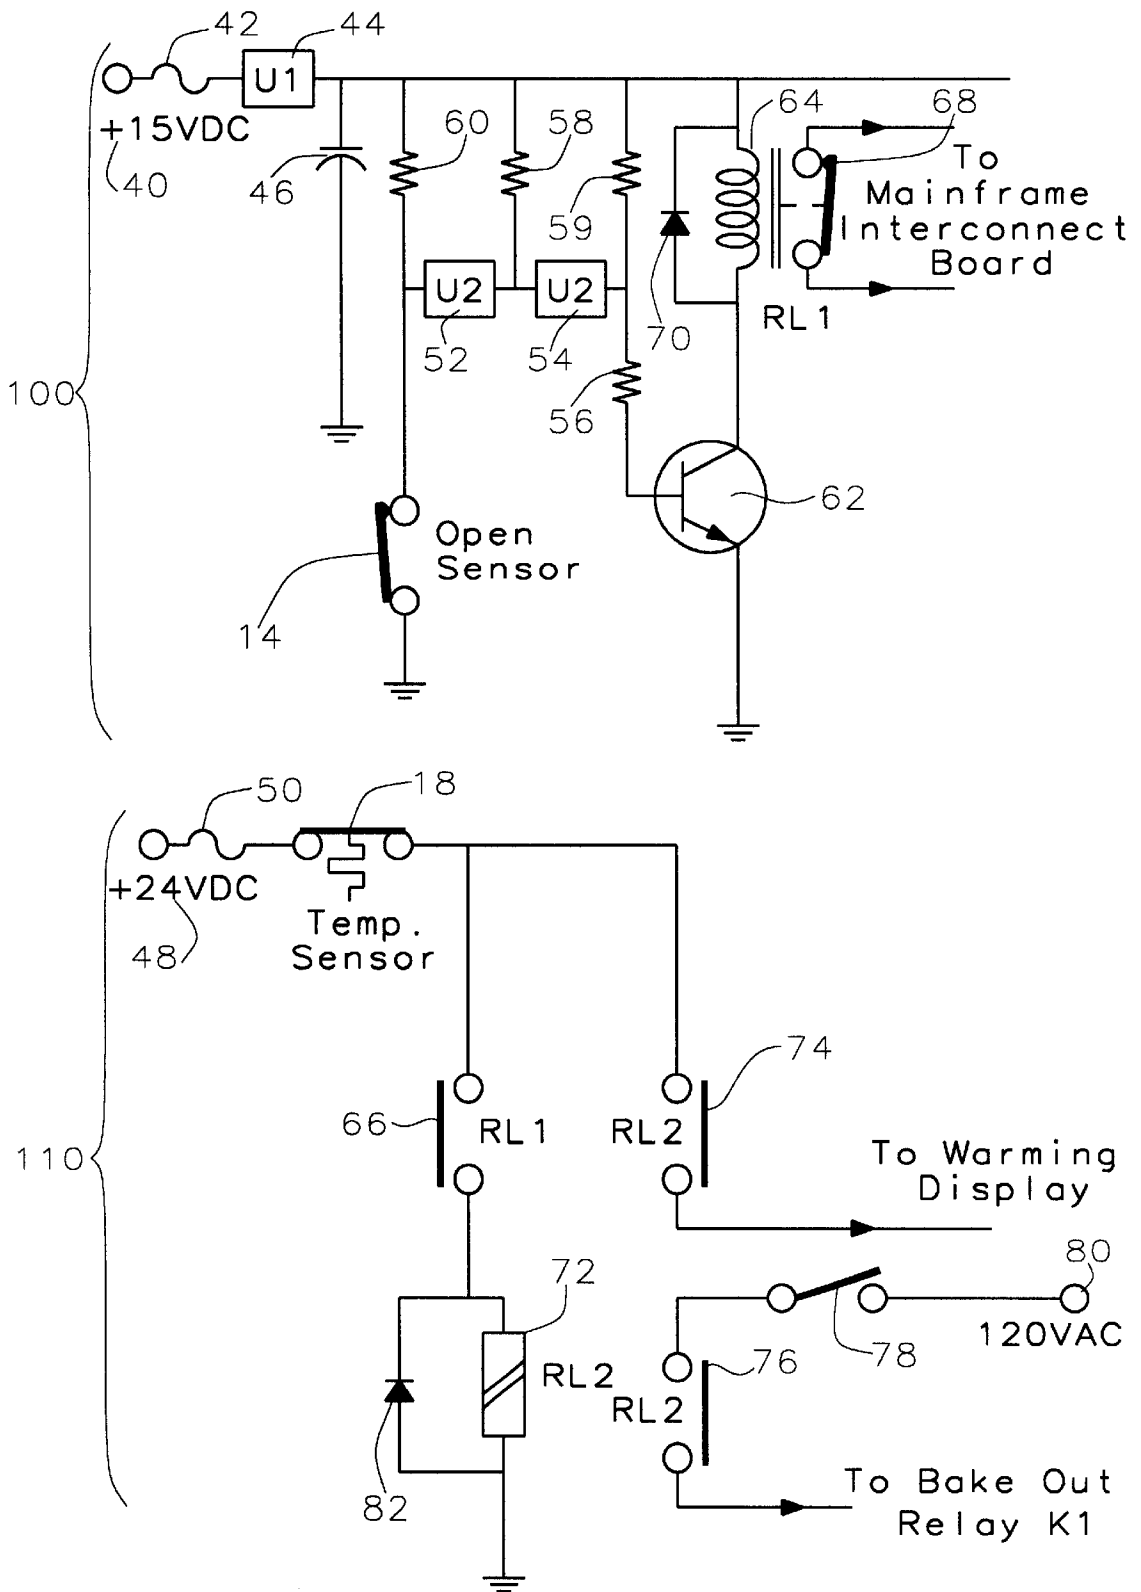 42
44
U1
+15VDC
40
46
60
58
59
64
68
To
Mainframe
Interconnect
Board
U2
U2
52
54
70
RL1
100
56
62
Open
Sensor
14
50
18
+24VDC
48
Temp.
Sensor
74
66
RL1
RL2
110
To Warming
Display
72
80
120VAC
78
76
RL2
RL2
82
To Bake Out
Relay K1